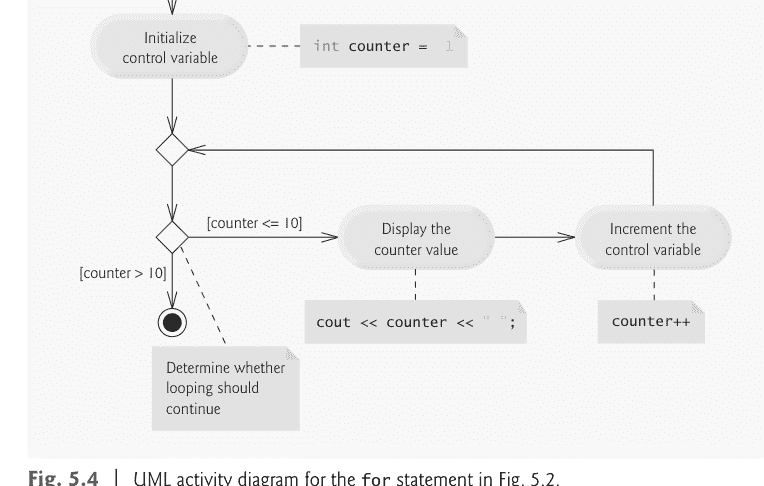 Initialize
control variable
int counter = 1
[counter <= 10]
Display the
counter value
Increment the
control variable
[counter > 10]
cout << counter << " ";
counter++
Determine whether
looping should
continue
Fig. 5.4 | UML activity diagram for the for statement in Fig. 5.2.